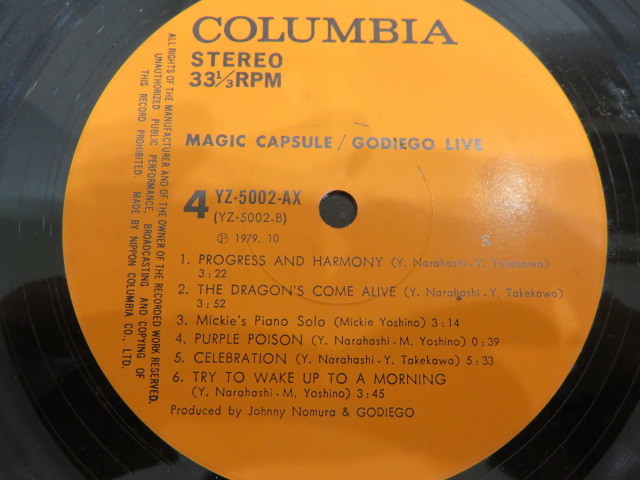 COLUMBIA
STEREO
33⅓RPM
MAGIC CAPSULE / GODIEGO LIVE
4 YZ-5002-AX
(YZ-5002-B)
Ⓟ 1979. 10
8
1. PROGRESS AND HARMONY (Y. Narahashi-Y. Takekawa)
3:22
2. THE DRAGON'S COME ALIVE (Y. Narahashi-Y. Takekawa)
3:52
3. Mickie's Piano Solo (Mickie Yoshino) 3:14
4. PURPLE POISON (Y. Narahashi-M. Yoshino) 0:39
5. CELEBRATION (Y. Narahashi-Y. Takekawa) 5:33
6. TRY TO WAKE UP TO A MORNING
(Y. Narahashi-M. Yoshino) 3:45
Produced by Johnny Nomura & GODIEGO
ALL RIGHTS OF THE MANUFACTURER AND OF THE OWNER OF THE RECORDED WORK RESERVED.
UNAUTHORIZED PUBLIC PERFORMANCE, BROADCASTING AND COPYING OF
THIS RECORD PROHIBITED. MADE BY NIPPON COLUMBIA CO., LTD.